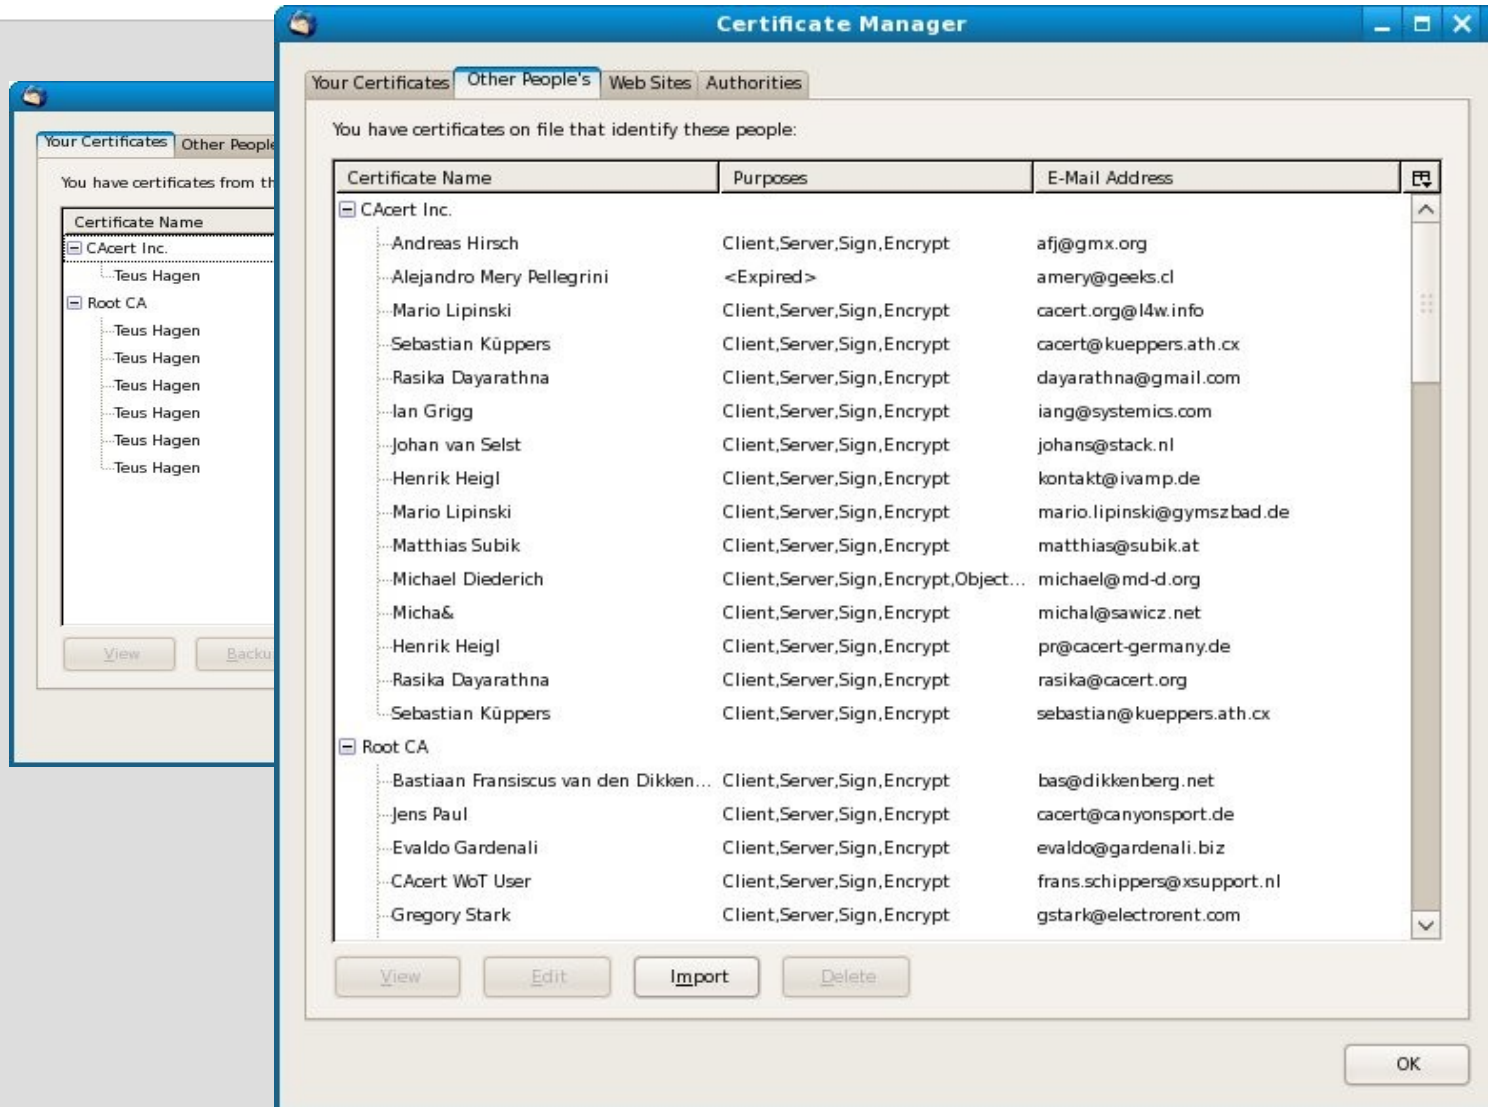 Certificate Manager
Your Certificates Other People's Web Sites Authorities
You have certificates on file that identify these people:
Certificate Name Purposes E-Mail Address
CAcert Inc.
Andreas Hirsch Client,Server,Sign,Encrypt afj@gmx.org
Alejandro Mery Pellegrini <Expired> amery@geeks.cl
Mario Lipinski Client,Server,Sign,Encrypt cacert.org@l4w.info
Sebastian Küppers Client,Server,Sign,Encrypt cacert@kueppers.ath.cx
Rasika Dayarathna Client,Server,Sign,Encrypt dayarathna@gmail.com
Ian Grigg Client,Server,Sign,Encrypt iang@systemics.com
Johan van Selst Client,Server,Sign,Encrypt johans@stack.nl
Henrik Heigl Client,Server,Sign,Encrypt kontakt@ivamp.de
Mario Lipinski Client,Server,Sign,Encrypt mario.lipinski@gymszbad.de
Matthias Subik Client,Server,Sign,Encrypt matthias@subik.at
Michael Diederich Client,Server,Sign,Encrypt,Object... michael@md-d.org
Micha& Client,Server,Sign,Encrypt michal@sawicz.net
Henrik Heigl Client,Server,Sign,Encrypt pr@cacert-germany.de
Rasika Dayarathna Client,Server,Sign,Encrypt rasika@cacert.org
Sebastian Küppers Client,Server,Sign,Encrypt sebastian@kueppers.ath.cx
Root CA
Bastiaan Fransiscus van den Dikken... Client,Server,Sign,Encrypt bas@dikkenberg.net
Jens Paul Client,Server,Sign,Encrypt cacert@canyonsport.de
Evaldo Gardenali Client,Server,Sign,Encrypt evaldo@gardenali.biz
CAcert WoT User Client,Server,Sign,Encrypt frans.schippers@xsupport.nl
Gregory Stark Client,Server,Sign,Encrypt gstark@electrorent.com
View Edit Import Delete
OK
Your Certificates Other People
You have certificates from th
Certificate Name
CAcert Inc.
Teus Hagen
Root CA
Teus Hagen
Teus Hagen
Teus Hagen
Teus Hagen
Teus Hagen
Teus Hagen
View Backu